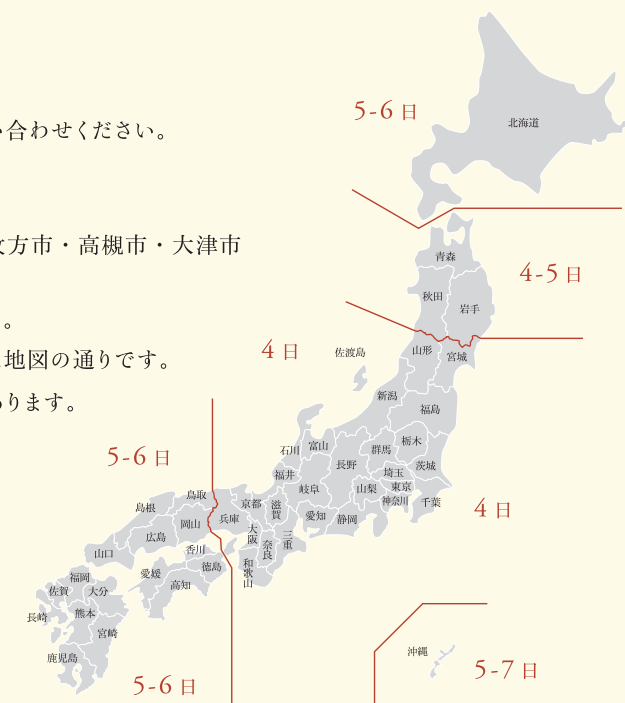 合わせください。
方市・高槻市・大津市
。
地図の通りです。
ります。
5-6 日
北海道
青森
4-5 日
秋田
岩手
4 日
佐渡島
山形
宮城
新潟
福島
5-6 日
石川
富山
群馬
栃木
福井
長野
埼玉
茨城
岐阜
山梨
東京
神奈川
千葉
4 日
鳥取
京都
滋賀
島根
岡山
兵庫
愛知
静岡
広島
大阪
奈良
三重
山口
香川
和歌山
徳島
愛媛
高知
福岡
佐賀
大分
長崎
熊本
宮崎
鹿児島
沖縄
5-6 日
5-7 日